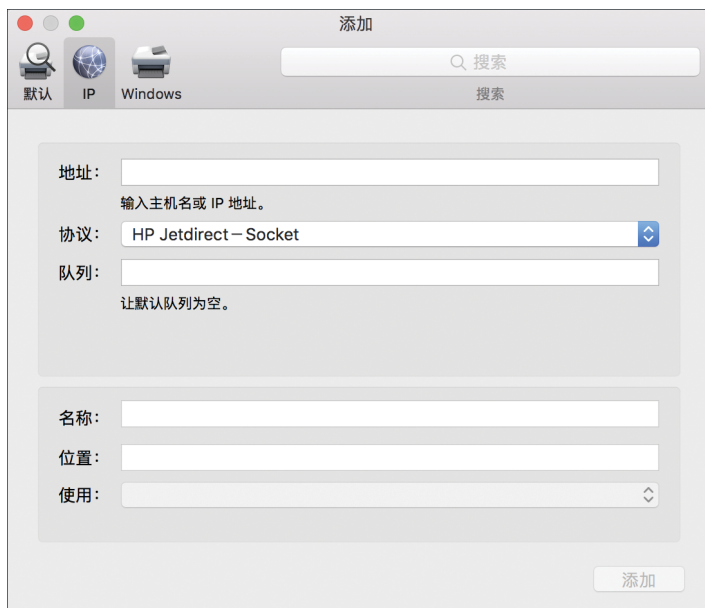 添加
搜索
默认 IP Windows 搜索
地址：
输入主机名或 IP 地址。
协议： HP Jetdirect－Socket
队列：
让默认队列为空。
名称：
位置：
使用：
添加